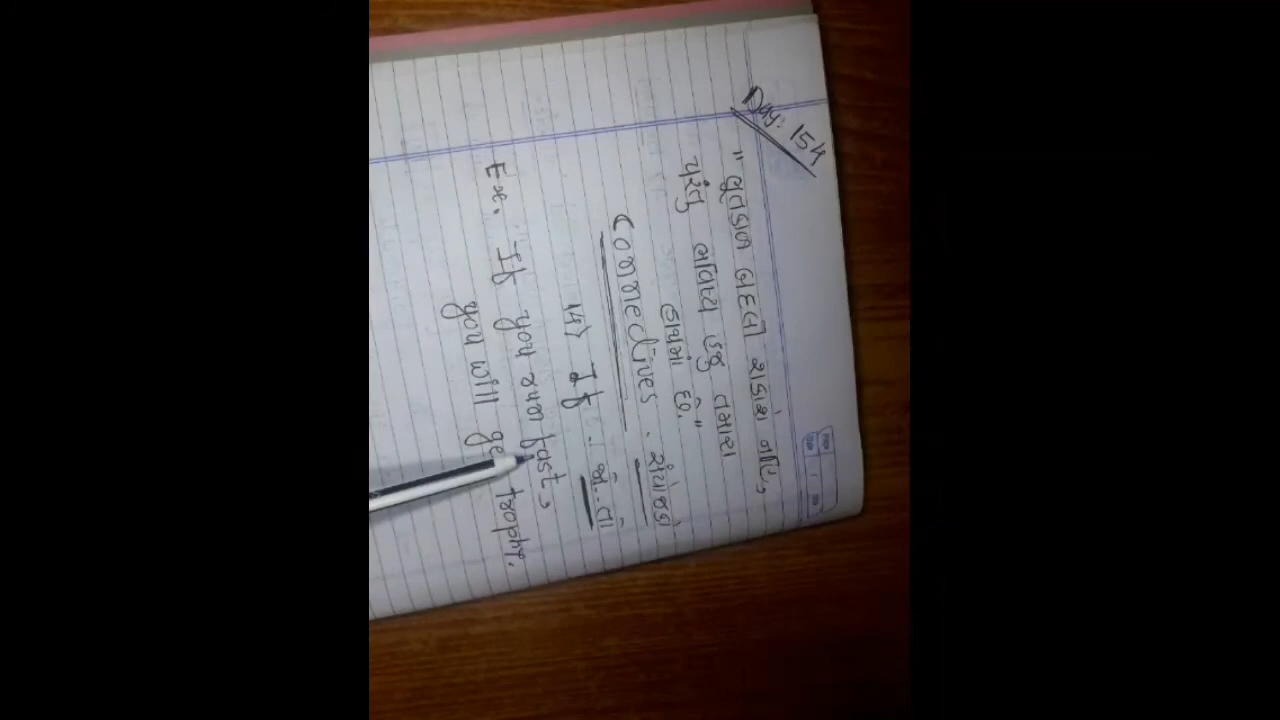 Day: 154
"ભૂતકાળ બદલી શકાશે નહિ,
પરંતુ ભવિષ્ય હજુ તમારા
હાથમાં છે."
Connectives. સંયોજકો
If : જો-તો
Ex. If you run fast,
you will get trophy.